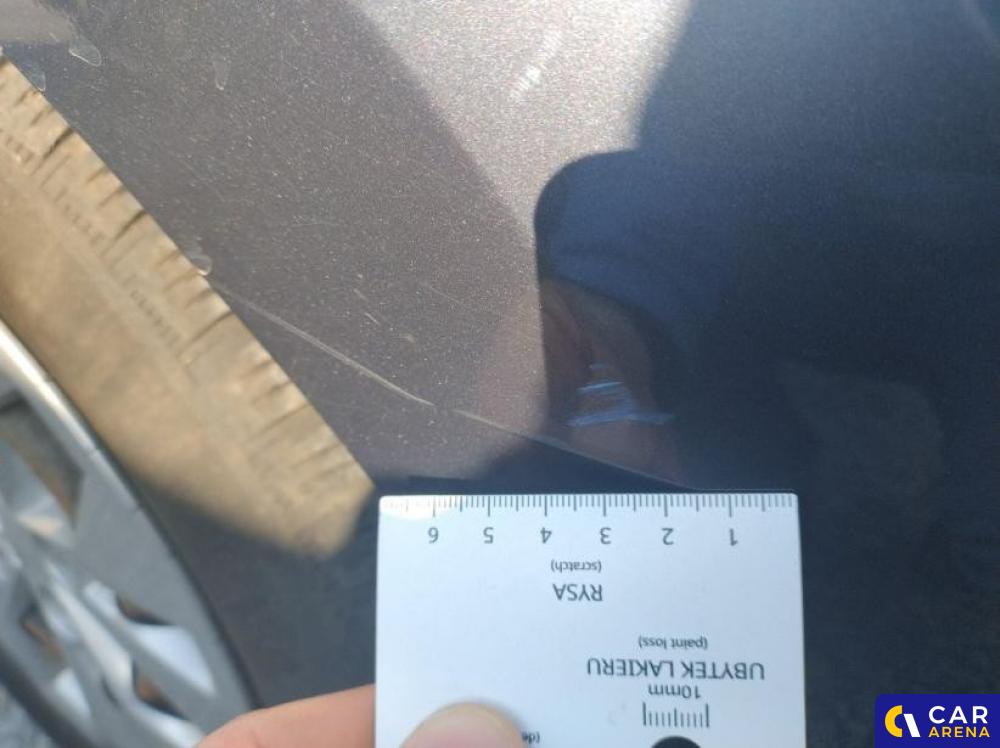 6 5 4 3 2 1
RYSA
(scratch)
UBYTEK LAKIERU
(paint loss)
10mm
CAR
ARENA